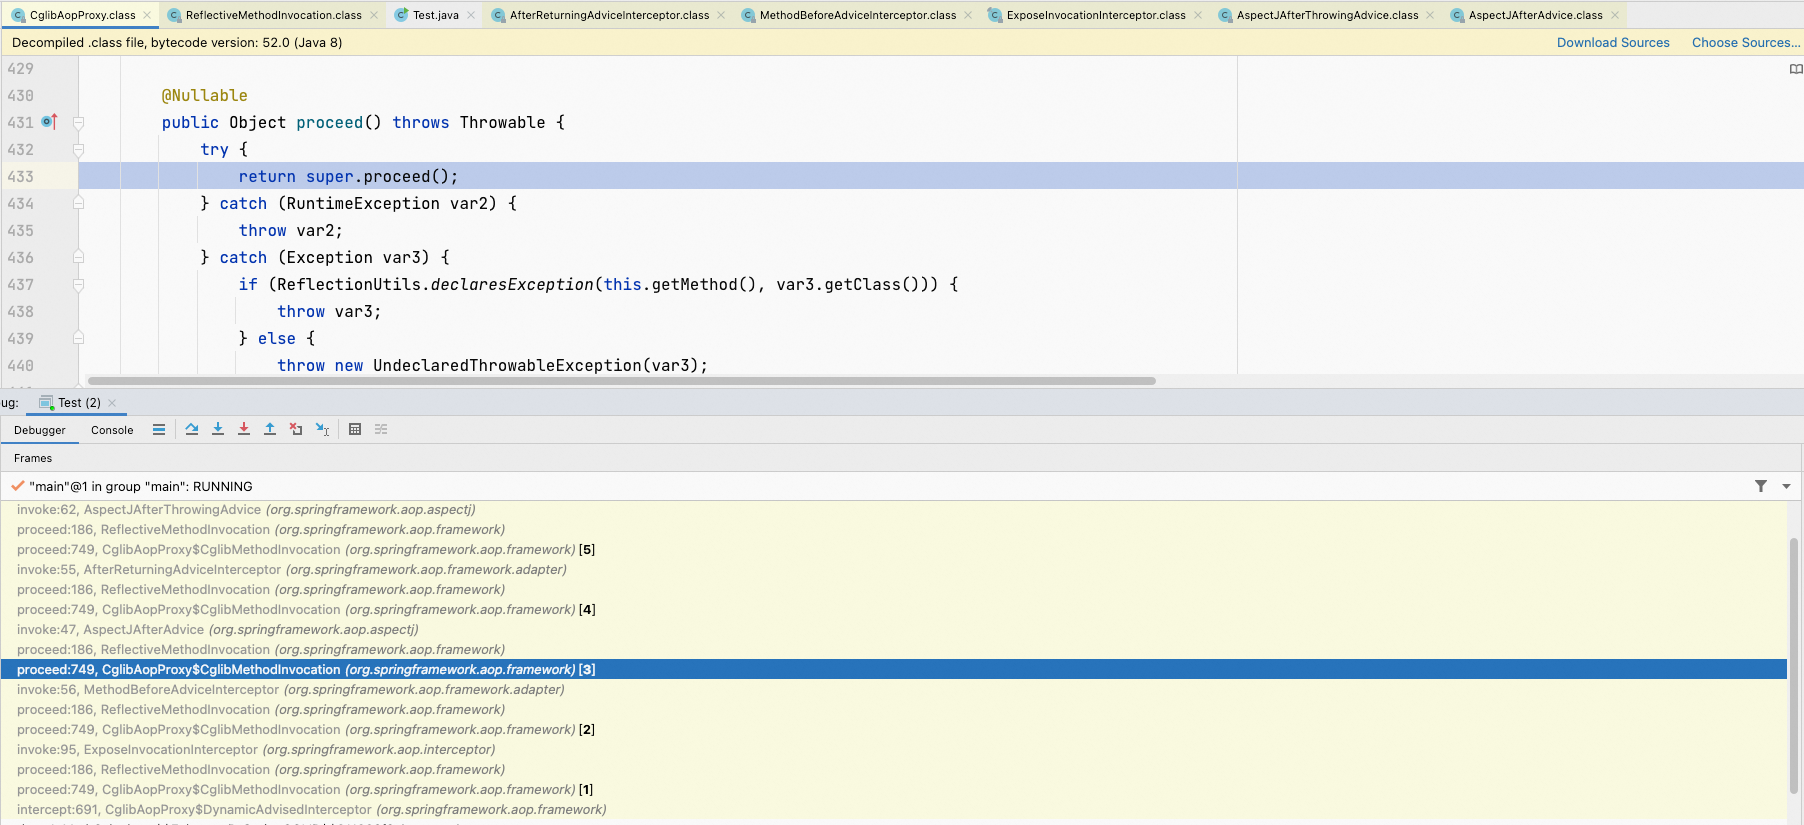 CglibAopProxy.class ReflectiveMethodInvocation.class Test.java AfterReturningAdviceInterceptor.class MethodBeforeAdviceInterceptor.class ExposeInvocationInterceptor.class AspectJAfterThrowingAdvice.class AspectJAfterAdvice.class
Decompiled .class file, bytecode version: 52.0 (Java 8) Download Sources Choose Sources...
429
430 @Nullable
431 public Object proceed() throws Throwable {
432 try {
433 return super.proceed();
434 } catch (RuntimeException var2) {
435 throw var2;
436 } catch (Exception var3) {
437 if (ReflectionUtils.declaresException(this.getMethod(), var3.getClass())) {
438 throw var3;
439 } else {
440 throw new UndeclaredThrowableException(var3);
ug: Test (2)
Debugger Console
Frames
"main"@1 in group "main": RUNNING
invoke:62, AspectJAfterThrowingAdvice (org.springframework.aop.aspectj)
proceed:186, ReflectiveMethodInvocation (org.springframework.aop.framework)
proceed:749, CglibAopProxy$CglibMethodInvocation (org.springframework.aop.framework) [5]
invoke:55, AfterReturningAdviceInterceptor (org.springframework.aop.framework.adapter)
proceed:186, ReflectiveMethodInvocation (org.springframework.aop.framework)
proceed:749, CglibAopProxy$CglibMethodInvocation (org.springframework.aop.framework) [4]
invoke:47, AspectJAfterAdvice (org.springframework.aop.aspectj)
proceed:186, ReflectiveMethodInvocation (org.springframework.aop.framework)
proceed:749, CglibAopProxy$CglibMethodInvocation (org.springframework.aop.framework) [3]
invoke:56, MethodBeforeAdviceInterceptor (org.springframework.aop.framework.adapter)
proceed:186, ReflectiveMethodInvocation (org.springframework.aop.framework)
proceed:749, CglibAopProxy$CglibMethodInvocation (org.springframework.aop.framework) [2]
invoke:95, ExposeInvocationInterceptor (org.springframework.aop.interceptor)
proceed:186, ReflectiveMethodInvocation (org.springframework.aop.framework)
proceed:749, CglibAopProxy$CglibMethodInvocation (org.springframework.aop.framework) [1]
intercept:691, CglibAopProxy$DynamicAdvisedInterceptor (org.springframework.aop.framework)